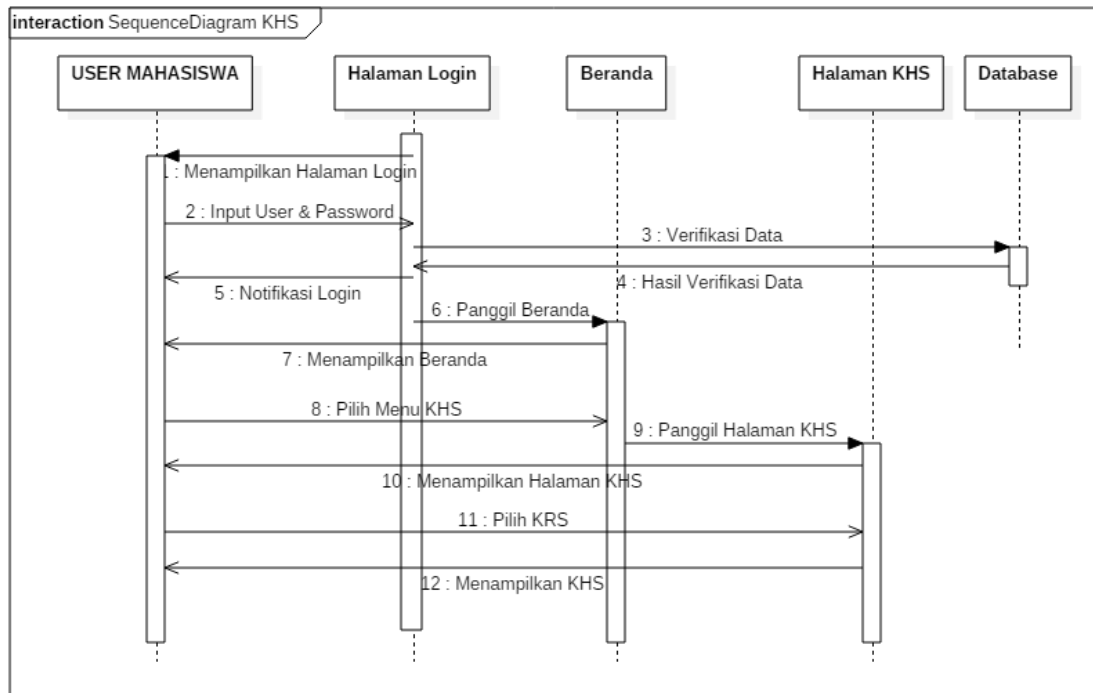 interaction SequenceDiagram KHS
USER MAHASISWA
Halaman Login
Beranda
Halaman KHS
Database
1 : Menampilkan Halaman Login
2 : Input User & Password
3 : Verifikasi Data
4 : Hasil Verifikasi Data
5 : Notifikasi Login
6 : Panggil Beranda
7 : Menampilkan Beranda
8 : Pilih Menu KHS
9 : Panggil Halaman KHS
10 : Menampilkan Halaman KHS
11 : Pilih KRS
12 : Menampilkan KHS